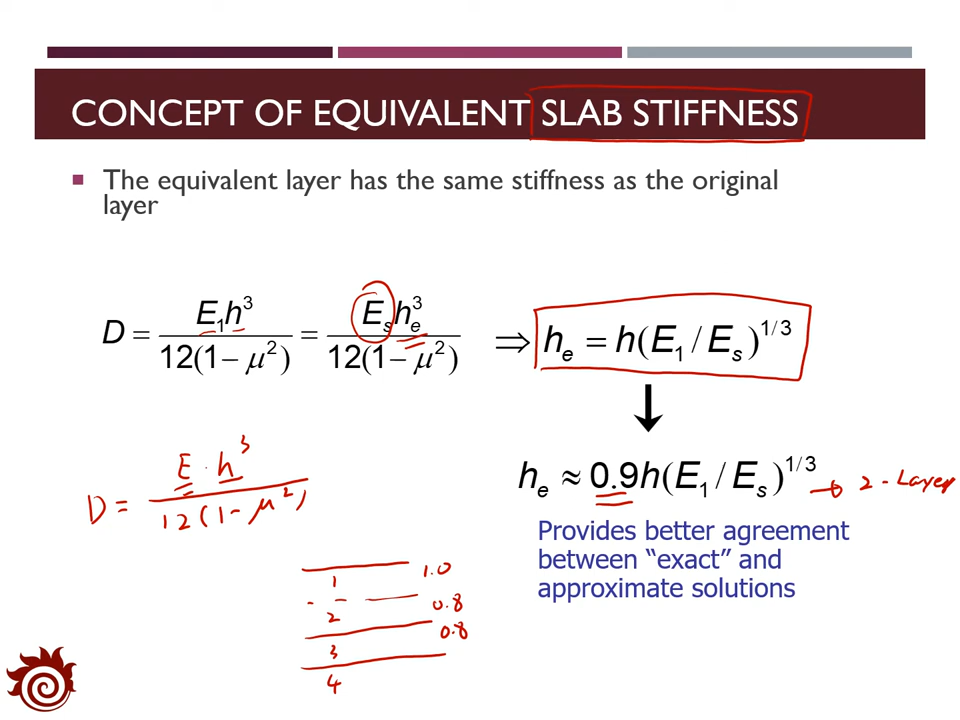 CONCEPT OF EQUIVALENT SLAB STIFFNESS
The equivalent layer has the same stiffness as the original
layer
D = E₁h³ / 12(1 − μ²) = Eₛhₑ³ / 12(1 − μ²) ⇒ hₑ = h(E₁ / Eₛ)^1/3
hₑ ≈ 0.9h(E₁ / Eₛ)^1/3 → 2-Layer
Provides better agreement
between “exact” and
approximate solutions
D = E · h³ / 12(1 - μ²)
1 1.0
2 0.8
3 0.8
4